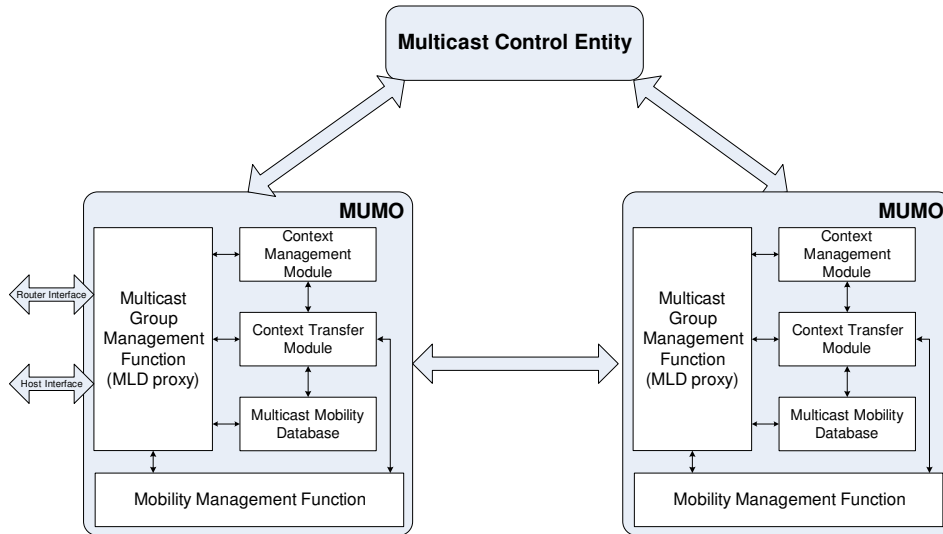 Multicast Control Entity
MUMO
Context
Management
Module
Router Interface
Multicast
Group
Management
Function
(MLD proxy)
Context Transfer
Module
Host Interface
Multicast Mobility
Database
Mobility Management Function
MUMO
Context
Management
Module
Multicast
Group
Management
Function
(MLD proxy)
Context Transfer
Module
Multicast Mobility
Database
Mobility Management Function